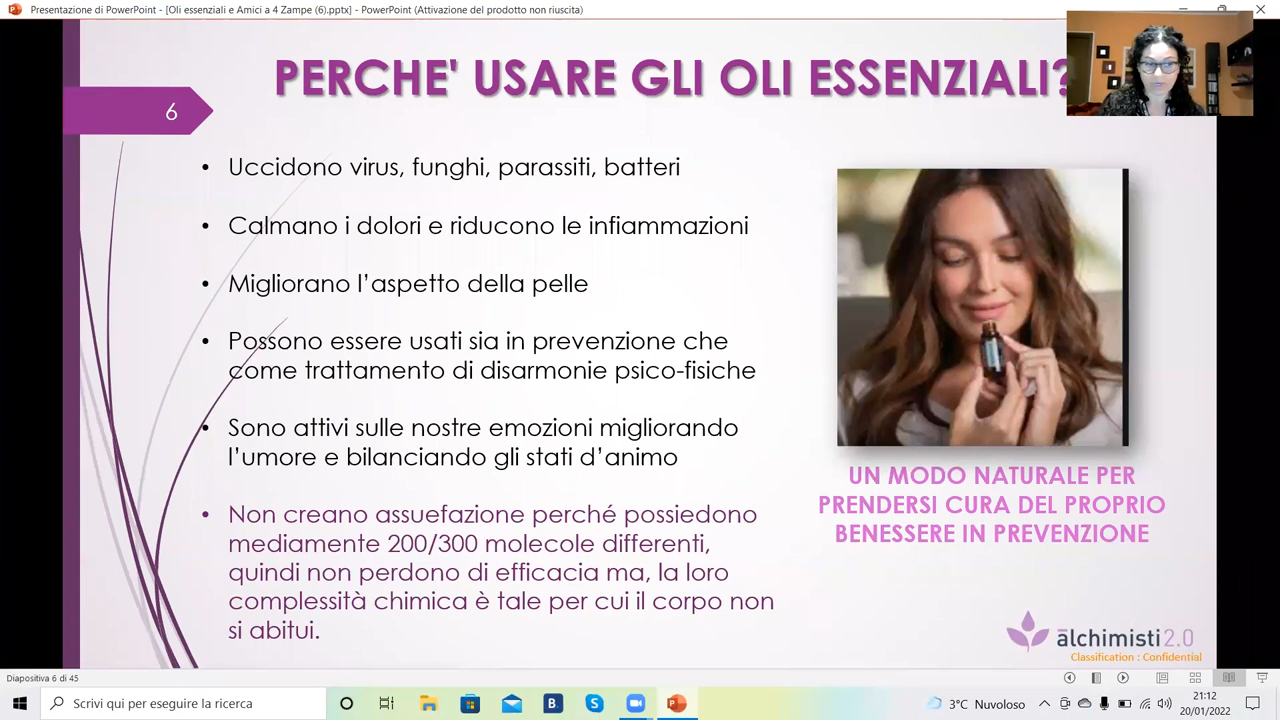 Presentazione di PowerPoint - [Oli essenziali e Amici a 4 Zampe (6).pptx] - PowerPoint (Attivazione del prodotto non riuscita)
PERCHE' USARE GLI OLI ESSENZIALI?
6
• Uccidono virus, funghi, parassiti, batteri
• Calmano i dolori e riducono le infiammazioni
• Migliorano l'aspetto della pelle
• Possono essere usati sia in prevenzione che
come trattamento di disarmonie psico-fisiche
• Sono attivi sulle nostre emozioni migliorando
l'umore e bilanciando gli stati d'animo
• Non creano assuefazione perché possiedono
mediamente 200/300 molecole differenti,
quindi non perdono di efficacia ma, la loro
complessità chimica è tale per cui il corpo non
si abitui.
UN MODO NATURALE PER
PRENDERSI CURA DEL PROPRIO
BENESSERE IN PREVENZIONE
alchimisti2.0
Classification : Confidential
Diapositiva 6 di 45
Scrivi qui per eseguire la ricerca
B.
3°C Nuvoloso
21:12
20/01/2022